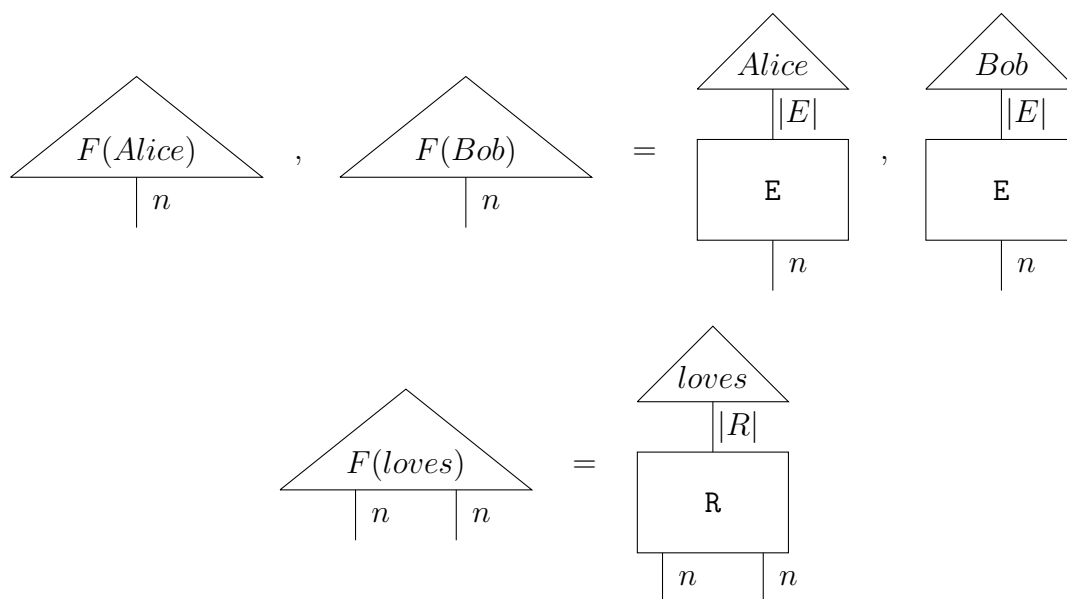 Alice Bob
|E| |E|
F(Alice) , F(Bob) = E , E
n n n n
loves
|R|
F(loves) = R
n n n n